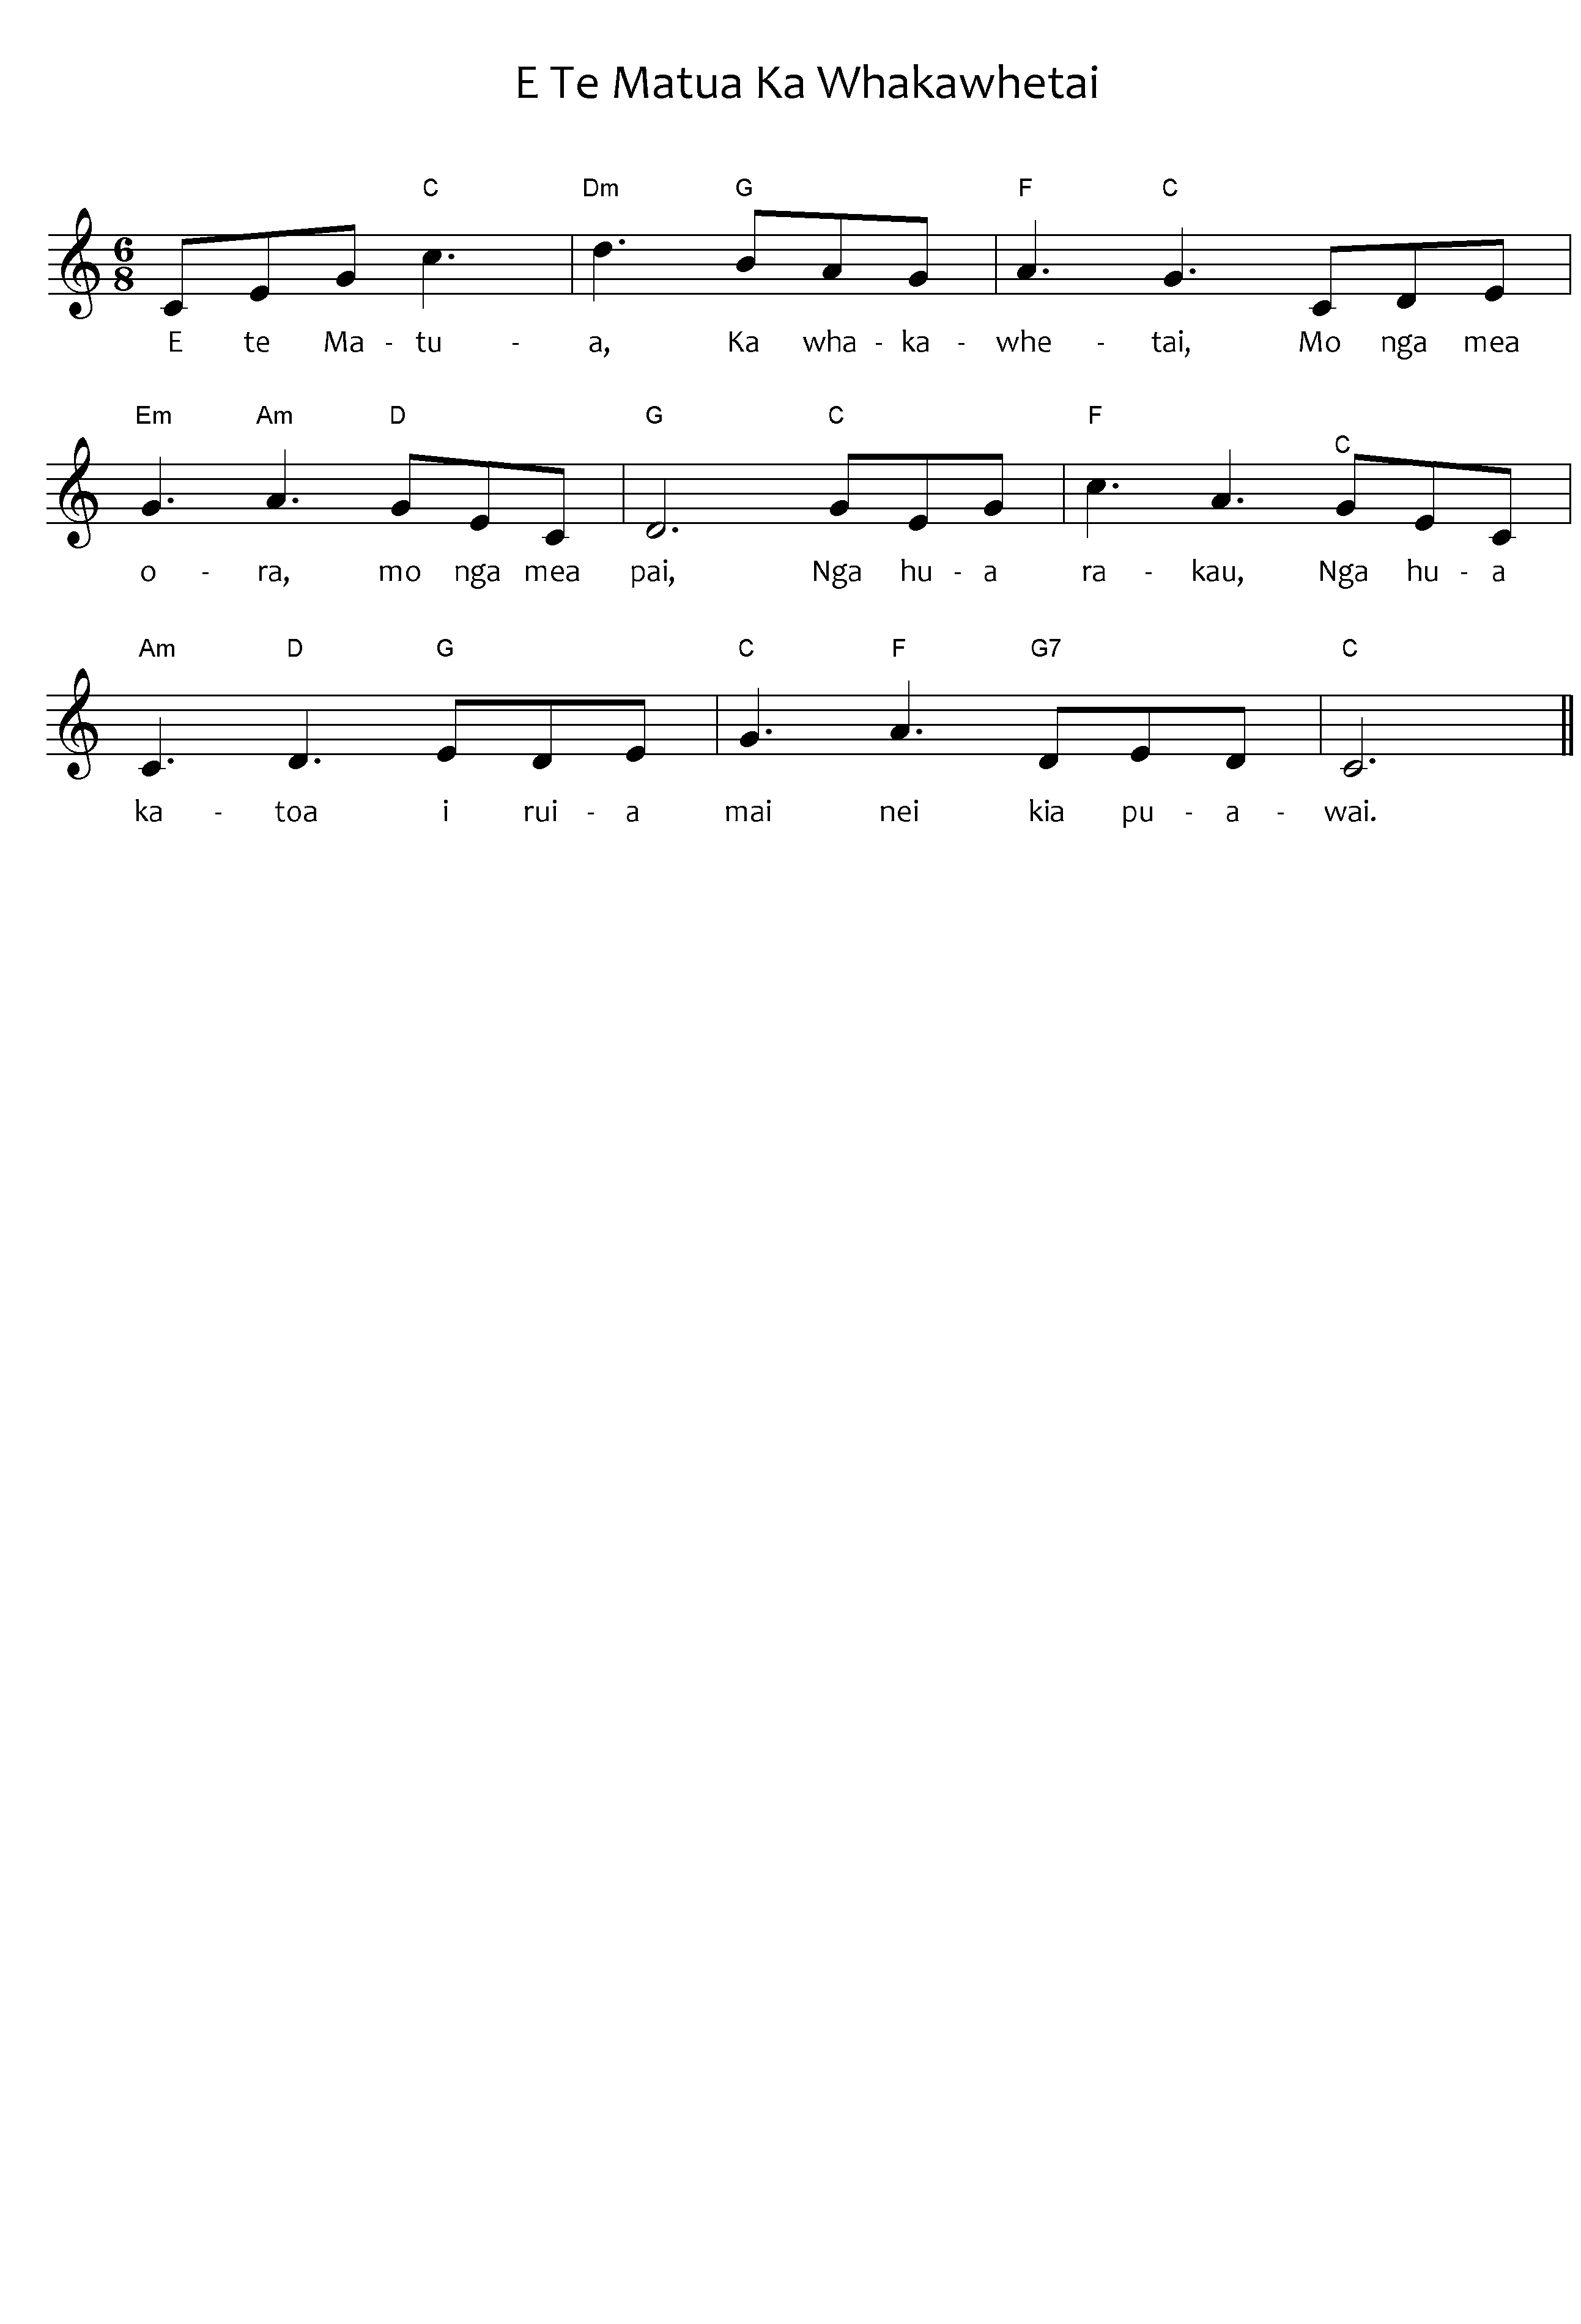 E Te Matua Ka Whakawhetai
C Dm G F C
6
8
E te Ma - tu - a, Ka wha - ka - whe - tai, Mo nga mea
Em Am D G C F C
o - ra, mo nga mea pai, Nga hu - a ra - kau, Nga hu - a
Am D G C F G7 C
ka - toa i rui - a mai nei kia pu - a - wai.